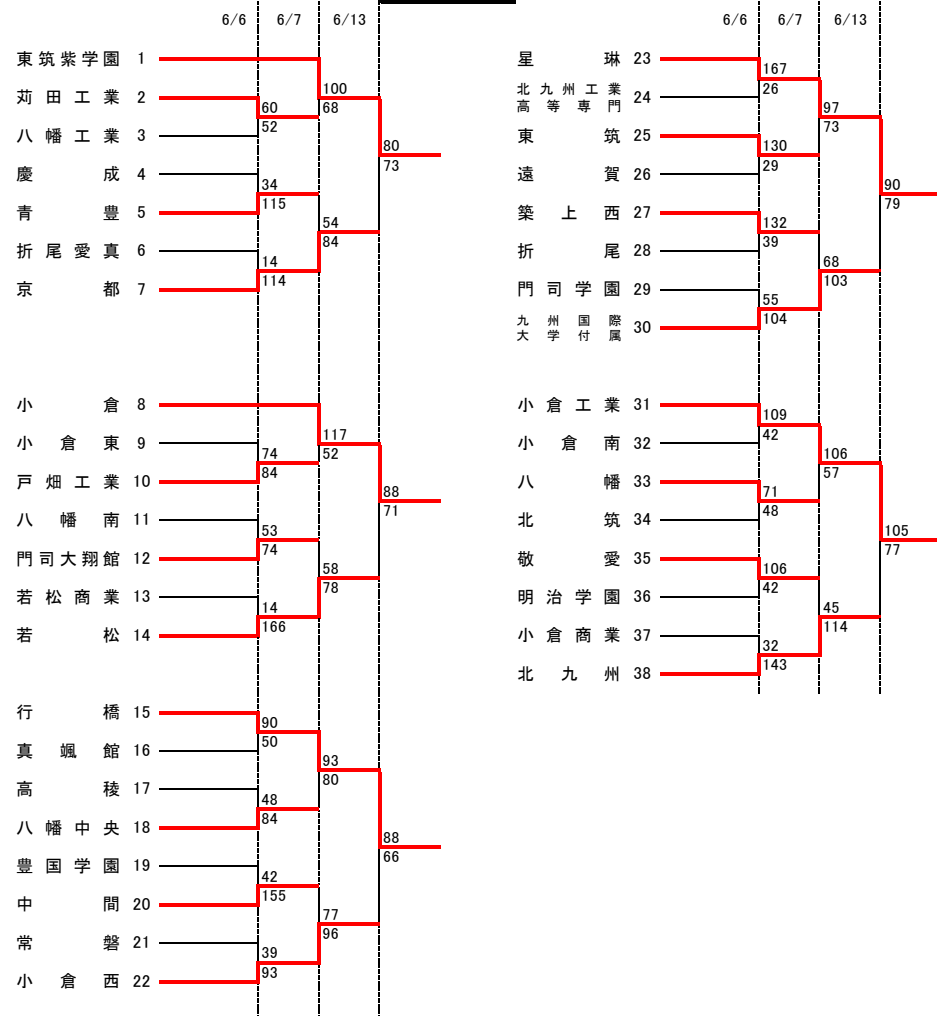 6/6 6/7 6/13
東筑紫学園 1
苅田工業 2
八幡工業 3
慶成 4
青豊 5
折尾愛真 6
京都 7
60
52
34
115
14
114
100
68
54
84
80
73
小倉 8
小倉東 9
戸畑工業 10
八幡南 11
門司大翔館 12
若松商業 13
若松 14
74
84
53
74
14
166
117
52
58
78
88
71
行橋 15
真颯館 16
高稜 17
八幡中央 18
豊国学園 19
中間 20
常磐 21
小倉西 22
90
50
48
84
42
155
39
93
93
80
77
96
88
66
6/6 6/7 6/13
星琳 23
北九州工業
高等専門 24
東筑 25
遠賀 26
築上西 27
折尾 28
門司学園 29
九州国際
大学付属 30
167
26
130
29
132
39
55
104
97
73
68
103
90
79
小倉工業 31
小倉南 32
八幡 33
北筑 34
敬愛 35
明治学園 36
小倉商業 37
北九州 38
109
42
71
48
106
42
32
143
106
57
45
114
105
77